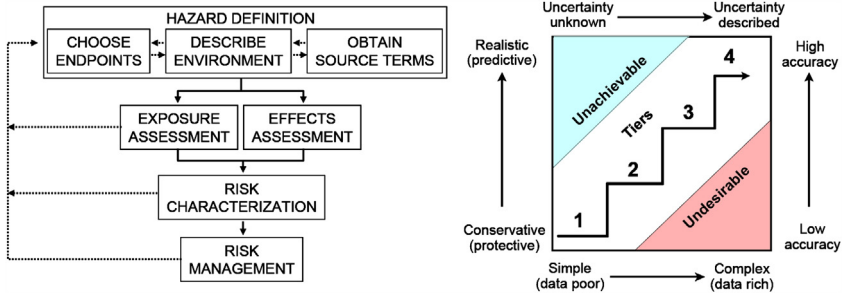 HAZARD DEFINITION
CHOOSE
ENDPOINTS
DESCRIBE
ENVIRONMENT
OBTAIN
SOURCE TERMS
EXPOSURE
ASSESSMENT
EFFECTS
ASSESSMENT
RISK
CHARACTERIZATION
RISK
MANAGEMENT
Uncertainty
unknown
Uncertainty
described
Realistic
(predictive)
Conservative
(protective)
Unachievable
Tiers
Undesirable
1
2
3
4
High
accuracy
Low
accuracy
Simple
(data poor)
Complex
(data rich)